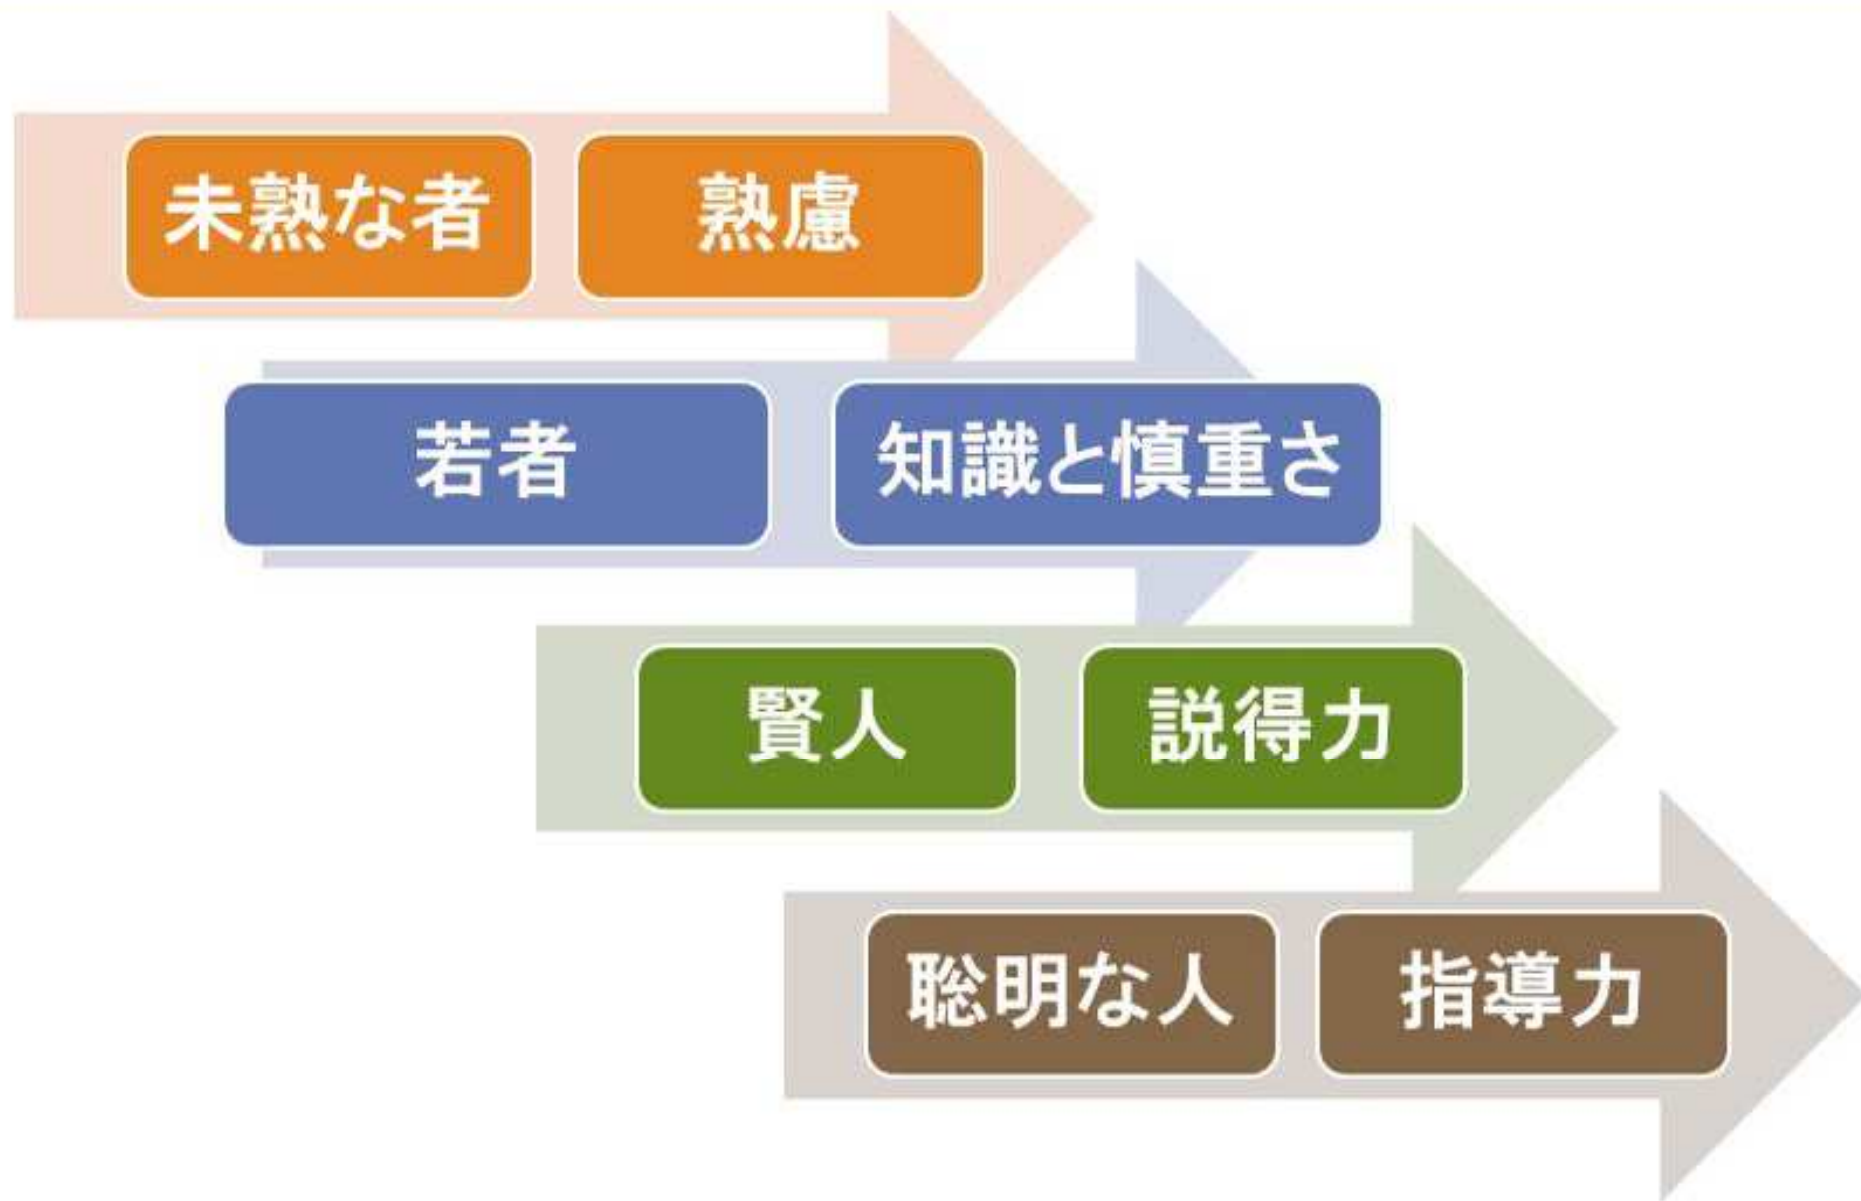 未熟な者
熟慮
若者
知識と慎重さ
賢人
説得力
聡明な人
指導力